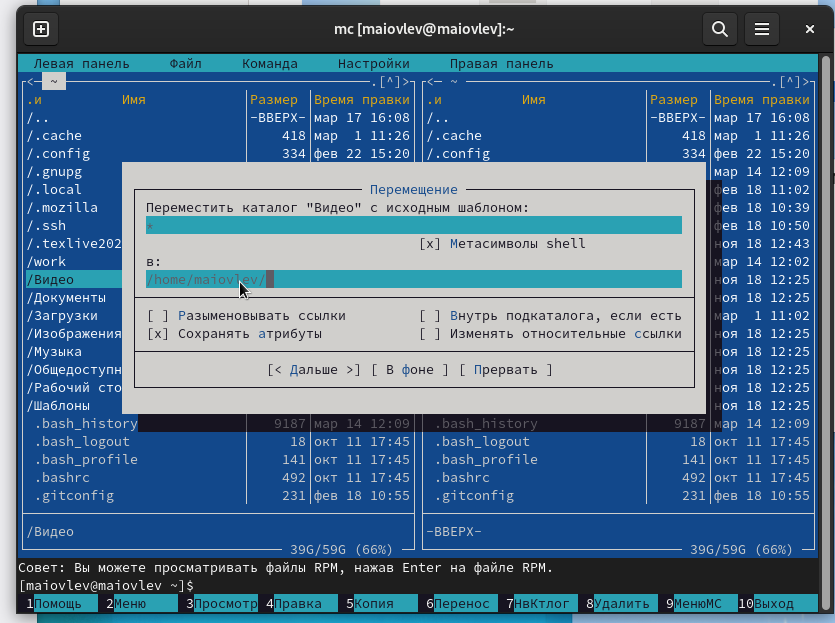 mc [maiovlev@maiovlev]:~
Левая панель Файл Команда Настройки Правая панель
<— ~ .[^]> <— ~ .[^]>
.и Имя Размер Время правки .и Имя Размер Время правки
/.. -ВВЕРХ- мар 17 16:08 /.. -ВВЕРХ- мар 17 16:08
/.cache 418 мар 1 11:26 /.cache 418 мар 1 11:26
/.config 334 фев 22 15:20 /.config 334 фев 22 15:20
/.gnupg мар 14 12:09
/.local фев 18 11:02
/.mozilla фев 18 10:39
/.ssh фев 18 10:50
/.texlive202 ноя 18 12:43
/work мар 14 12:02
/Видео ноя 18 12:25
/Документы ноя 18 12:25
/Загрузки мар 1 11:02
/Изображения ноя 18 12:25
/Музыка ноя 18 12:25
/Общедоступн ноя 18 12:25
/Рабочий сто ноя 18 12:25
/Шаблоны ноя 18 12:25
Перемещение
Переместить каталог "Видео" с исходным шаблоном:
*
[x] Метасимволы shell
в:
/home/maiovlev/
[ ] Разыменовывать ссылки [ ] Внутрь подкаталога, если есть
[x] Сохранять атрибуты [ ] Изменять относительные ссылки
[< Дальше >] [ В фоне ] [ Прервать ]
.bash_history 9187 мар 14 12:09 .bash_history 9187 мар 14 12:09
.bash_logout 18 окт 11 17:45 .bash_logout 18 окт 11 17:45
.bash_profile 141 окт 11 17:45 .bash_profile 141 окт 11 17:45
.bashrc 492 окт 11 17:45 .bashrc 492 окт 11 17:45
.gitconfig 231 фев 18 10:55 .gitconfig 231 фев 18 10:55
/Видео -ВВЕРХ-
39G/59G (66%) 39G/59G (66%)
Совет: Вы можете просматривать файлы RPM, нажав Enter на файле RPM.
[maiovlev@maiovlev ~]$
1Помощь 2Меню 3Просмотр 4Правка 5Копия 6Перенос 7НвКтлог 8Удалить 9МенюМС 10Выход